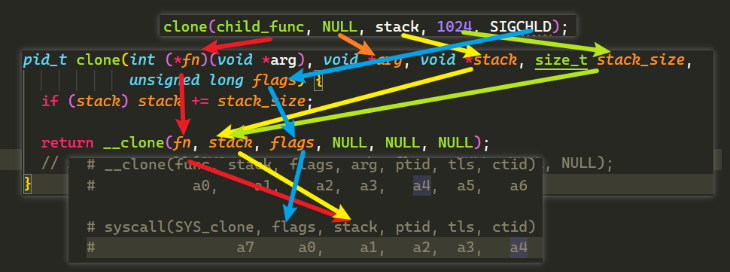 clone(child_func, NULL, stack, 1024, SIGCHLD);
pid_t clone(int (*fn)(void *arg), void *arg, void *stack, size_t stack_size,
unsigned long flags) {
if (stack) stack += stack_size;
return __clone(fn, stack, flags, NULL, NULL, NULL);
// NULL);
}
# __clone(func, stack, flags, arg, ptid, tls, ctid)
# a0, a1, a2, a3, a4, a5, a6
# syscall(SYS_clone, flags, stack, ptid, tls, ctid)
# a7 a0, a1, a2, a3, a4